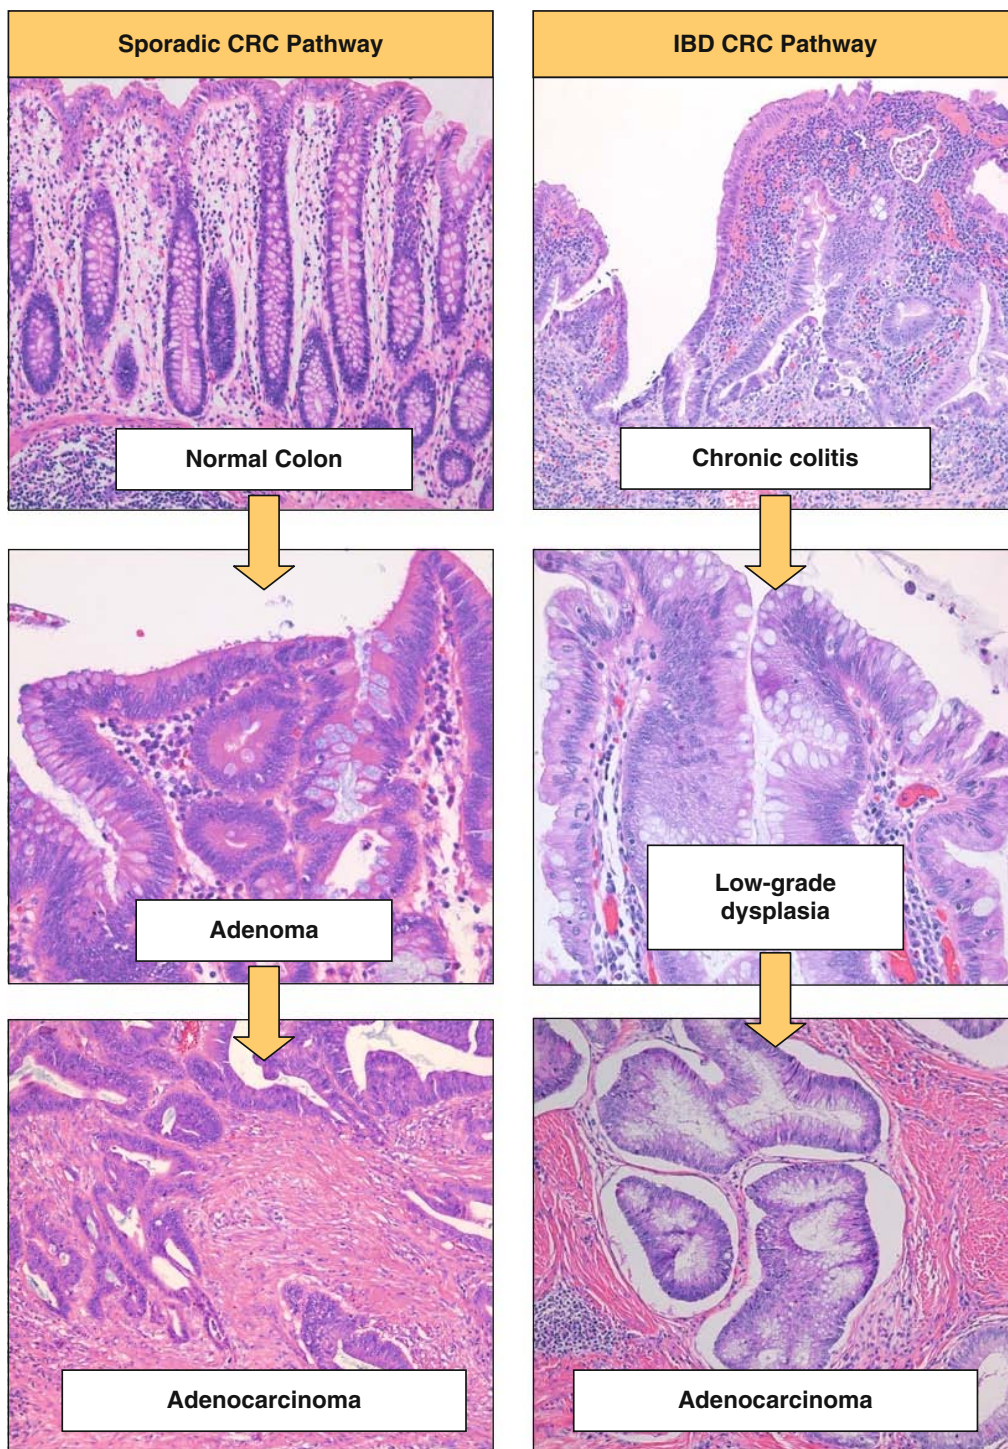 Sporadic CRC Pathway
Normal Colon
Adenoma
Adenocarcinoma
IBD CRC Pathway
Chronic colitis
Low-grade
dysplasia
Adenocarcinoma